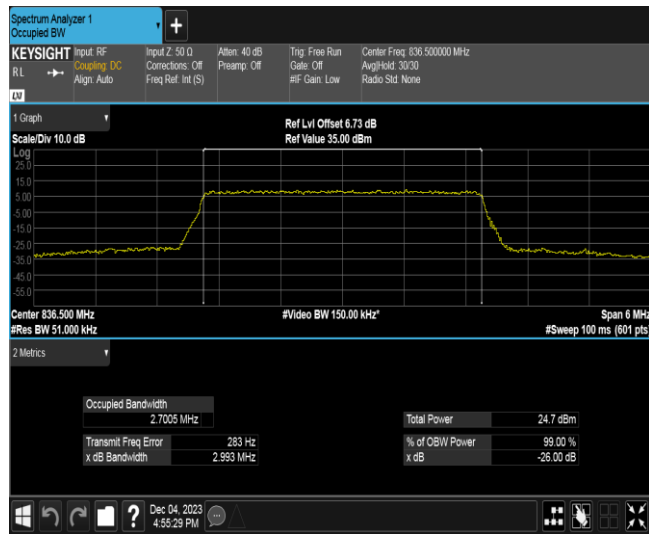 Spectrum Analyzer 1
Occupied BW
+
KEYSIGHT
RL
LXI
Input: RF
Coupling: DC
Align: Auto
Input Z: 50 Ω
Corrections: Off
Freq Ref: Int (S)
Atten: 40 dB
Preamp: Off
Trig: Free Run
Gate: Off
#IF Gain: Low
Center Freq: 836.500000 MHz
Avg|Hold: 30/30
Radio Std: None
1 Graph
Scale/Div 10.0 dB
Ref Lvl Offset 6.73 dB
Ref Value 35.00 dBm
Log
25.0
15.0
5.00
-5.00
-15.0
-25.0
-35.0
-45.0
-55.0
Center 836.500 MHz
#Video BW 150.00 kHz*
Span 6 MHz
#Res BW 51.000 kHz
#Sweep 100 ms (601 pts)
2 Metrics
Occupied Bandwidth
2.7005 MHz
Total Power 24.7 dBm
Transmit Freq Error 283 Hz
% of OBW Power 99.00 %
x dB Bandwidth 2.993 MHz
x dB -26.00 dB
?
Dec 04, 2023
4:55:29 PM